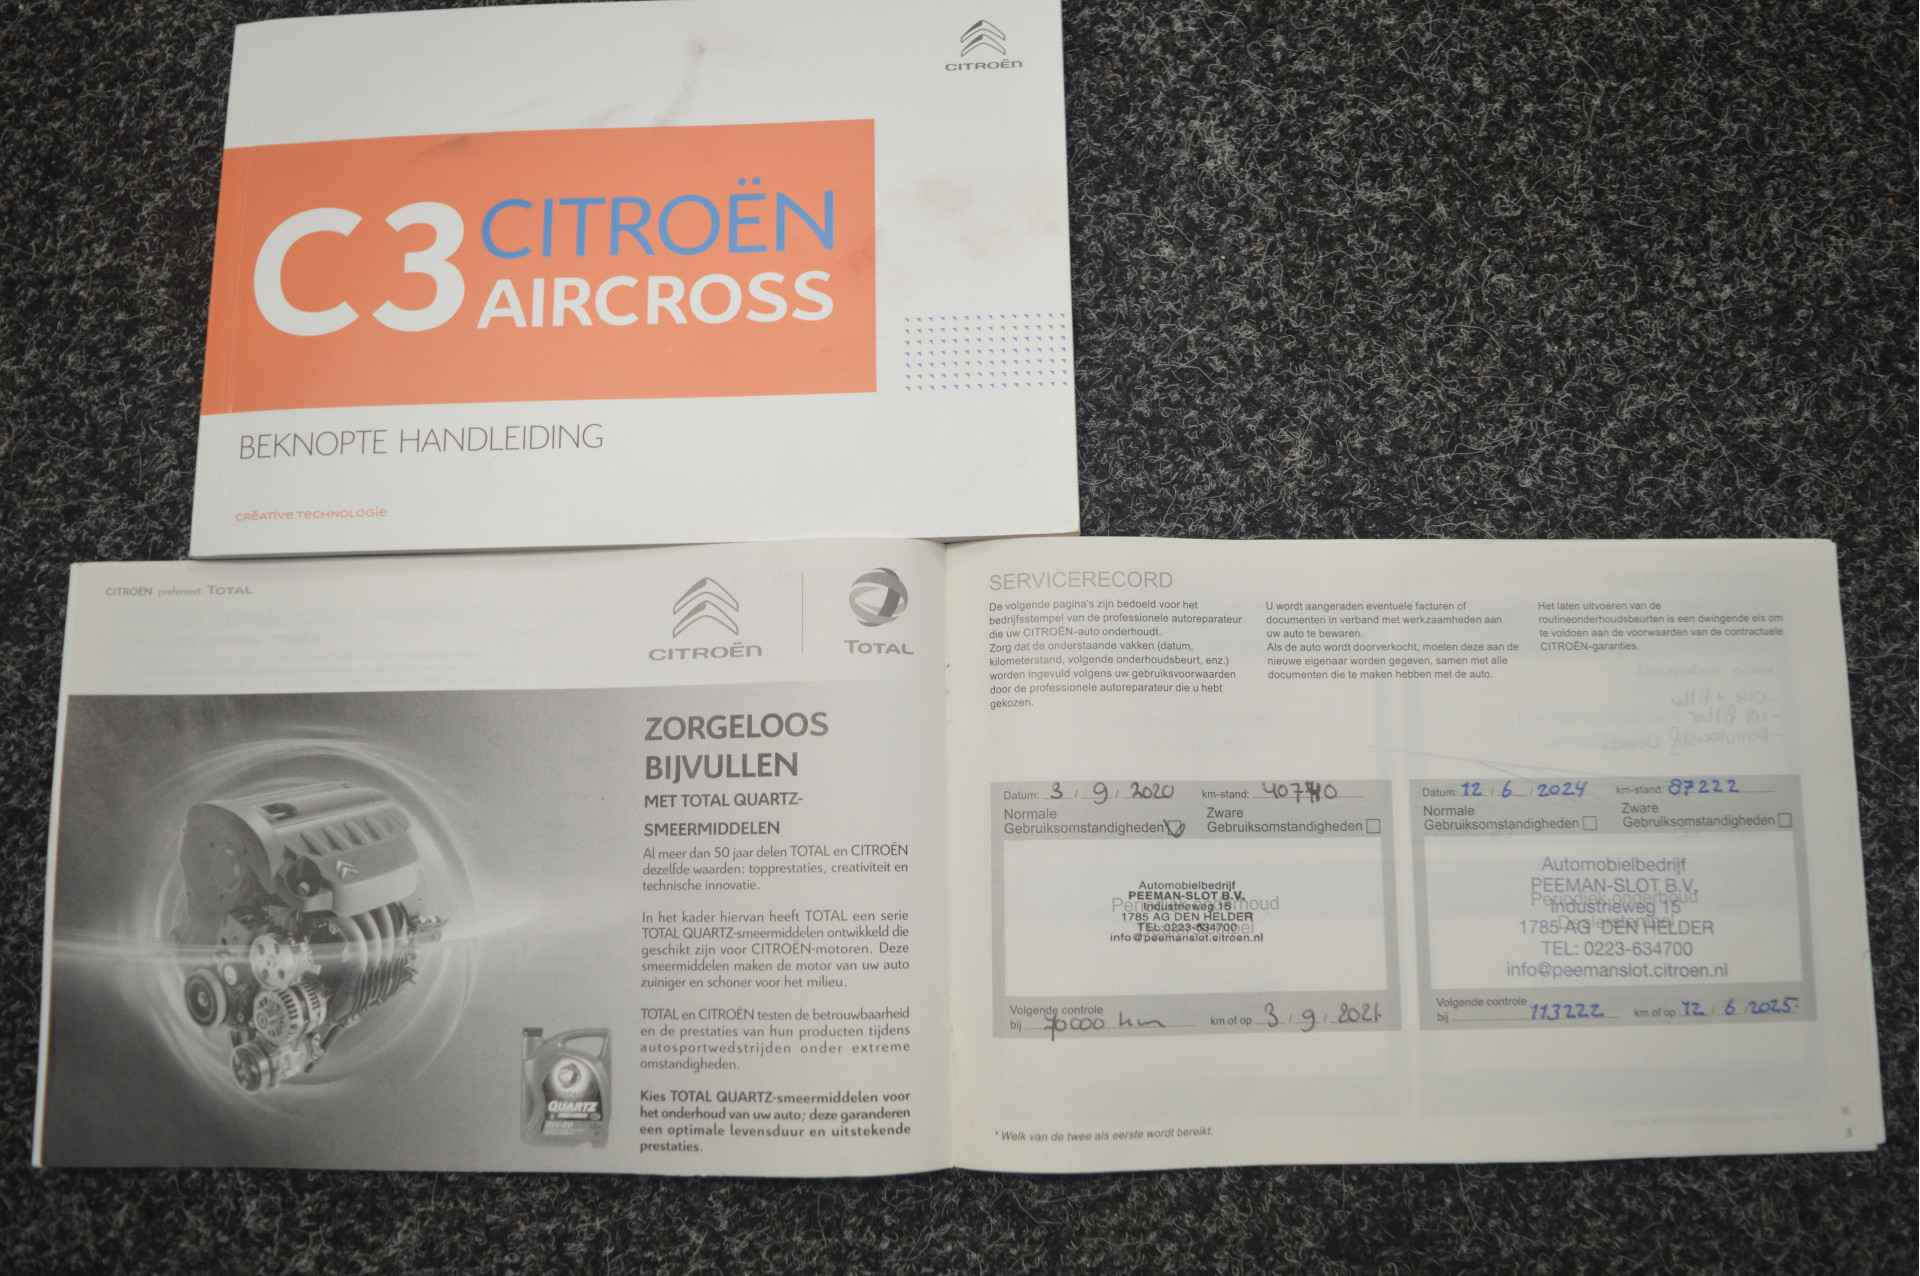 CITROËN
C3 CITROËN
AIRCROSS
BEKNOPTE HANDLEIDING
CRËATIVE TECHNOLOGIE
CITROËN prefereert TOTAL
CITROËN
TOTAL
ZORGELOOS
BIJVULLEN
MET TOTAL QUARTZ-
SMEERMIDDELEN
Al meer dan 50 jaar delen TOTAL en CITROËN
dezelfde waarden: topprestaties, creativiteit en
technische innovatie.
In het kader hiervan heeft TOTAL een serie
TOTAL QUARTZ-smeermiddelen ontwikkeld die
geschikt zijn voor CITROËN-motoren. Deze
smeermiddelen maken de motor van uw auto
zuiniger en schoner voor het milieu.
TOTAL en CITROËN testen de betrouwbaarheid
en de prestaties van hun producten tijdens
autosportwedstrijden onder extreme
omstandigheden.
Kies TOTAL QUARTZ-smeermiddelen voor
het onderhoud van uw auto; deze garanderen
een optimale levensduur en uitstekende
prestaties.
QUARTZ
SERVICERECORD
De volgende pagina's zijn bedoeld voor het
bedrijfsstempel van de professionele autoreparateur
die uw CITROËN-auto onderhoudt.
Zorg dat de onderstaande vakken (datum,
kilometerstand, volgende onderhoudsbeurt, enz.)
worden ingevuld volgens uw gebruiksvoorwaarden
door de professionele autoreparateur die u hebt
gekozen.
U wordt aangeraden eventuele facturen of
documenten in verband met werkzaamheden aan
uw auto te bewaren.
Als de auto wordt doorverkocht, moeten deze aan de
nieuwe eigenaar worden gegeven, samen met alle
documenten die te maken hebben met de auto.
Het laten uitvoeren van de
routineonderhoudsbeurten is een dwingende eis om
te voldoen aan de voorwaarden van de contractuele
CITROËN-garanties.
Datum: 3 / 9 / 2020 km-stand:
Normale
Gebruiksomstandigheden
Zware
Gebruiksomstandigheden
Automobielbedrijf
PEEMAN-SLOT B.V.
Industrieweg 15
1785 AG DEN HELDER
TEL:0223-634700
info@peemanslot.citroen.nl
Volgende controle
bij 70000 km km of op 3 / 9 / 2021
Datum: 12 / 6 / 2024 km-stand: 87222
Normale
Gebruiksomstandigheden
Zware
Gebruiksomstandigheden
Automobielbedrijf
PEEMAN-SLOT B.V.
Periodiek onderhoud
Industrieweg 15
Dealerstempel
1785 AG DEN HELDER
TEL: 0223-634700
info@peemanslot.citroen.nl
Volgende controle
bij 113222 km of op 12 / 6 / 2025
* Welk van de twee als eerste wordt bereikt.